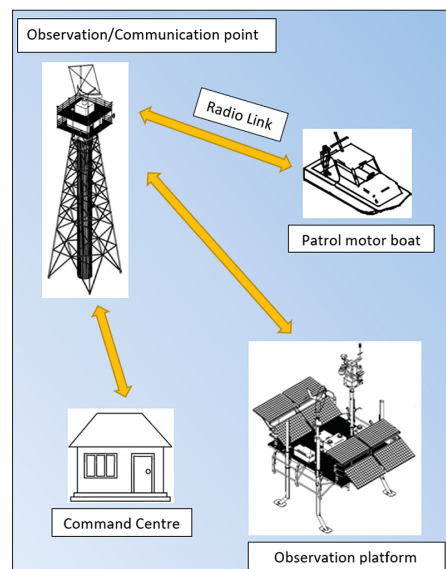 Observation/Communication point
Radio Link
Patrol motor boat
Command Centre
Observation platform